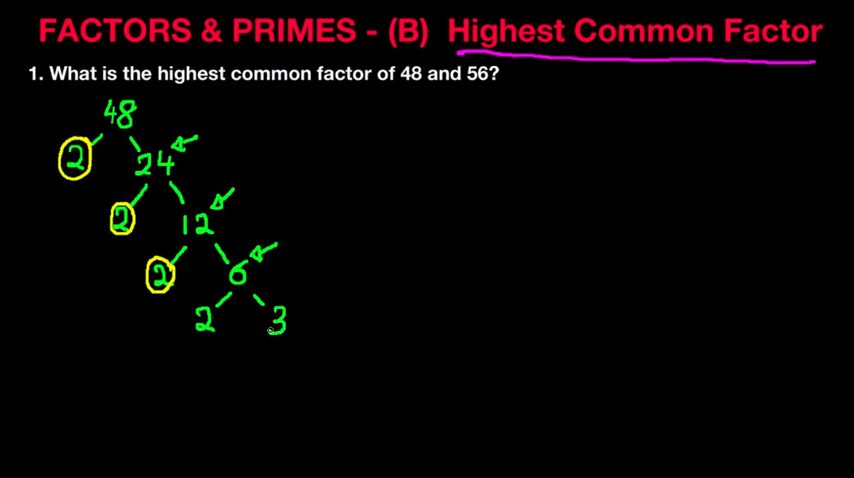 FACTORS & PRIMES - (B) Highest Common Factor
1. What is the highest common factor of 48 and 56?
48
2 24
2 12
2 6
2 3